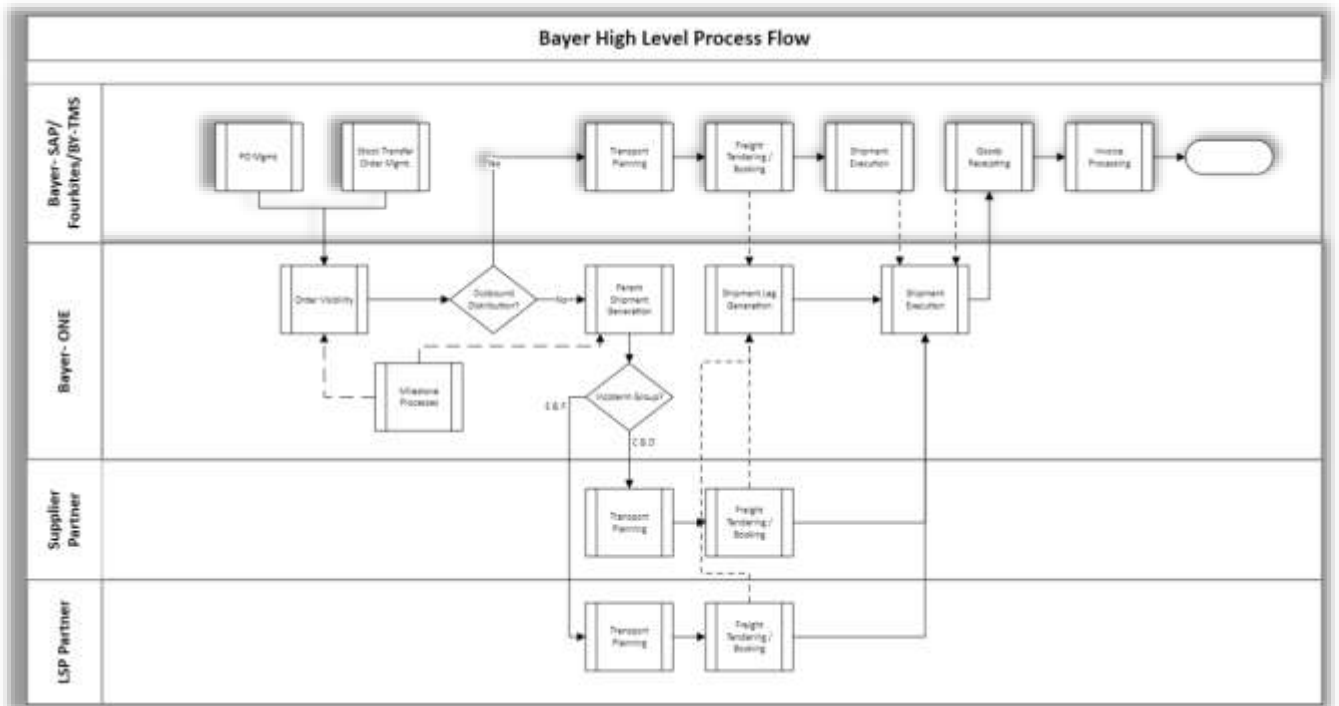 Bayer High Level Process Flow
Bayer- SAP/
Fourkites/BY-TMS
PO Mgmt
Stock Transfer
Order Mgmt
Yes
Transport
Planning
Freight
Tendering /
Booking
Shipment
Execution
Goods
Receipting
Invoice
Processing
Bayer- ONE
Order Visibility
Outbound
Distribution?
No
Parent
Shipment
Generation
Shipment Leg
Generation
Shipment
Execution
Milestone
Processes
Incoterm Group?
E & F
C & D
Supplier
Partner
Transport
Planning
Freight
Tendering /
Booking
LSP Partner
Transport
Planning
Freight
Tendering /
Booking